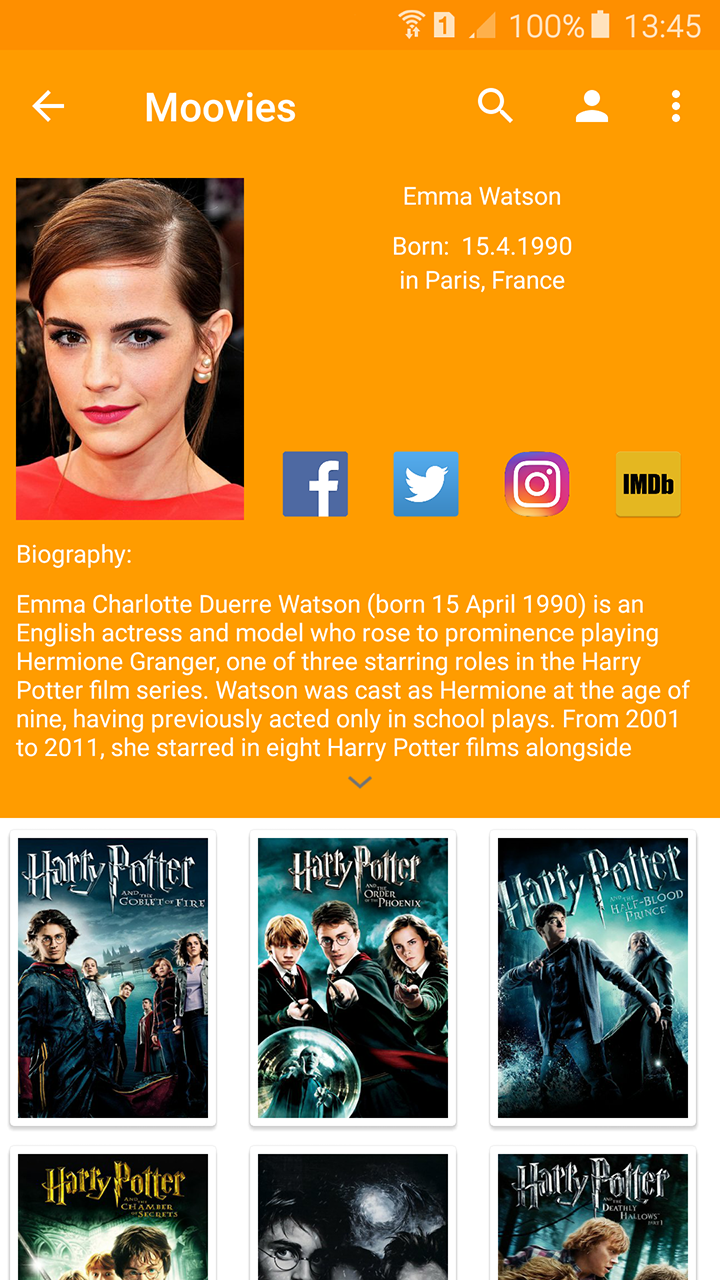 1 100% 13:45
Moovies
Emma Watson
Born: 15.4.1990
in Paris, France
f
IMDb
Biography:
Emma Charlotte Duerre Watson (born 15 April 1990) is an
English actress and model who rose to prominence playing
Hermione Granger, one of three starring roles in the Harry
Potter film series. Watson was cast as Hermione at the age of
nine, having previously acted only in school plays. From 2001
to 2011, she starred in eight Harry Potter films alongside
Harry Potter
AND THE
GOBLET OF FIRE
Harry Potter
AND THE
ORDER
OF THE
PHOENIX
Harry Potter
AND THE
HALF-BLOOD
PRINCE
Harry Potter
AND THE
CHAMBER
OF SECRETS
Harry Potter
AND THE
DEATHLY
HALLOWS
PART 1